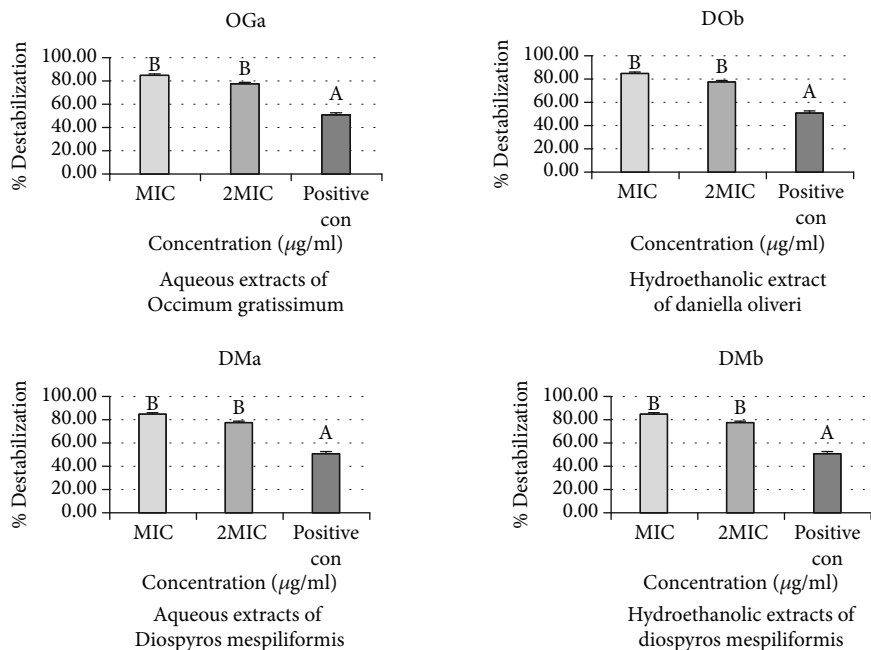 OGa
% Destabilization
100.00
80.00
60.00
40.00
20.00
0.00
B
B
A
MIC 2MIC Positive
con
Concentration (μg/ml)
Aqueous extracts of
Occimum gratissimum
DOb
% Destabilization
100.00
80.00
60.00
40.00
20.00
0.00
B
B
A
MIC 2MIC Positive
con
Concentration (μg/ml)
Hydroethanolic extract
of daniella oliveri
DMa
% Destabilization
100.00
80.00
60.00
40.00
20.00
0.00
B
B
A
MIC 2MIC Positive
con
Concentration (μg/ml)
Aqueous extracts of
Diospyros mespiliformis
DMb
% Destabilization
100.00
80.00
60.00
40.00
20.00
0.00
B
B
A
MIC 2MIC Positive
con
Concentration (μg/ml)
Hydroethanolic extracts of
diospyros mespiliformis